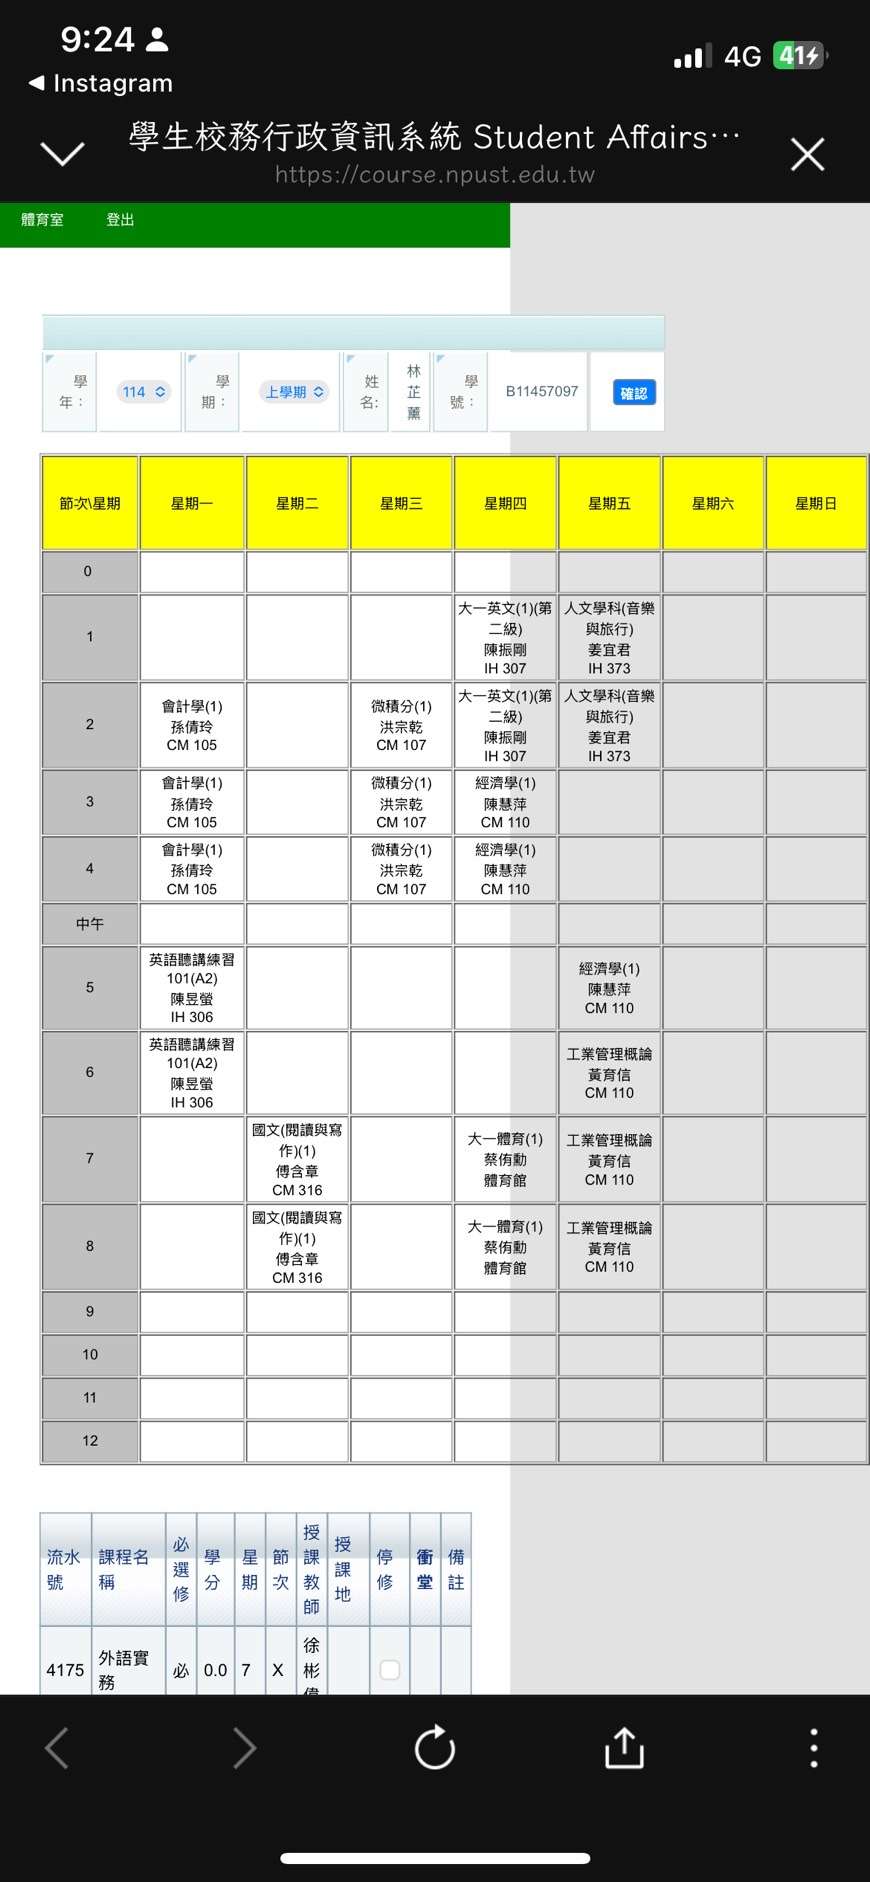 9:24
4G 41
◀ Instagram
學生校務行政資訊系統 Student Affairs…
https://course.npust.edu.tw
體育室 登出
學年： 114 學期： 上學期 姓名: 林芷薰 學號： B11457097 確認
節次\星期 星期一 星期二 星期三 星期四 星期五 星期六 星期日
0
1
大一英文(1)(第二級)
陳振剛
IH 307
人文學科(音樂與旅行)
姜宜君
IH 373
2
會計學(1)
孫倩玲
CM 105
微積分(1)
洪宗乾
CM 107
大一英文(1)(第二級)
陳振剛
IH 307
人文學科(音樂與旅行)
姜宜君
IH 373
3
會計學(1)
孫倩玲
CM 105
微積分(1)
洪宗乾
CM 107
經濟學(1)
陳慧萍
CM 110
4
會計學(1)
孫倩玲
CM 105
微積分(1)
洪宗乾
CM 107
經濟學(1)
陳慧萍
CM 110
中午
5
英語聽講練習
101(A2)
陳昱螢
IH 306
經濟學(1)
陳慧萍
CM 110
6
英語聽講練習
101(A2)
陳昱螢
IH 306
工業管理概論
黃育信
CM 110
7
國文(閱讀與寫作)(1)
傅含章
CM 316
大一體育(1)
蔡侑勳
體育館
工業管理概論
黃育信
CM 110
8
國文(閱讀與寫作)(1)
傅含章
CM 316
大一體育(1)
蔡侑勳
體育館
工業管理概論
黃育信
CM 110
9
10
11
12
流水號 課程名稱 必選修 學分 星期 節次 授課教師 授課地 停修 衝堂 備註
4175 外語實務 必 0.0 7 X 徐彬偉